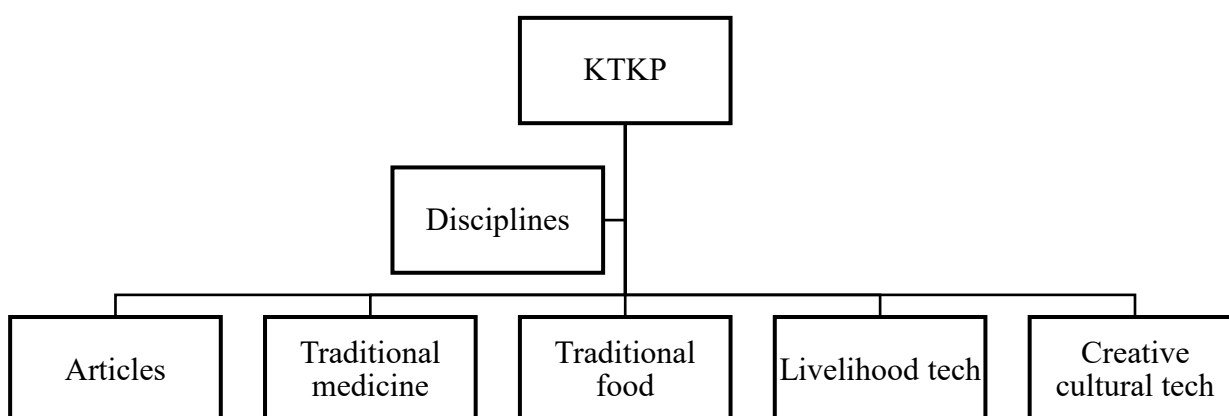 KTKP
Disciplines
Articles
Traditional
medicine
Traditional
food
Livelihood tech
Creative
cultural tech